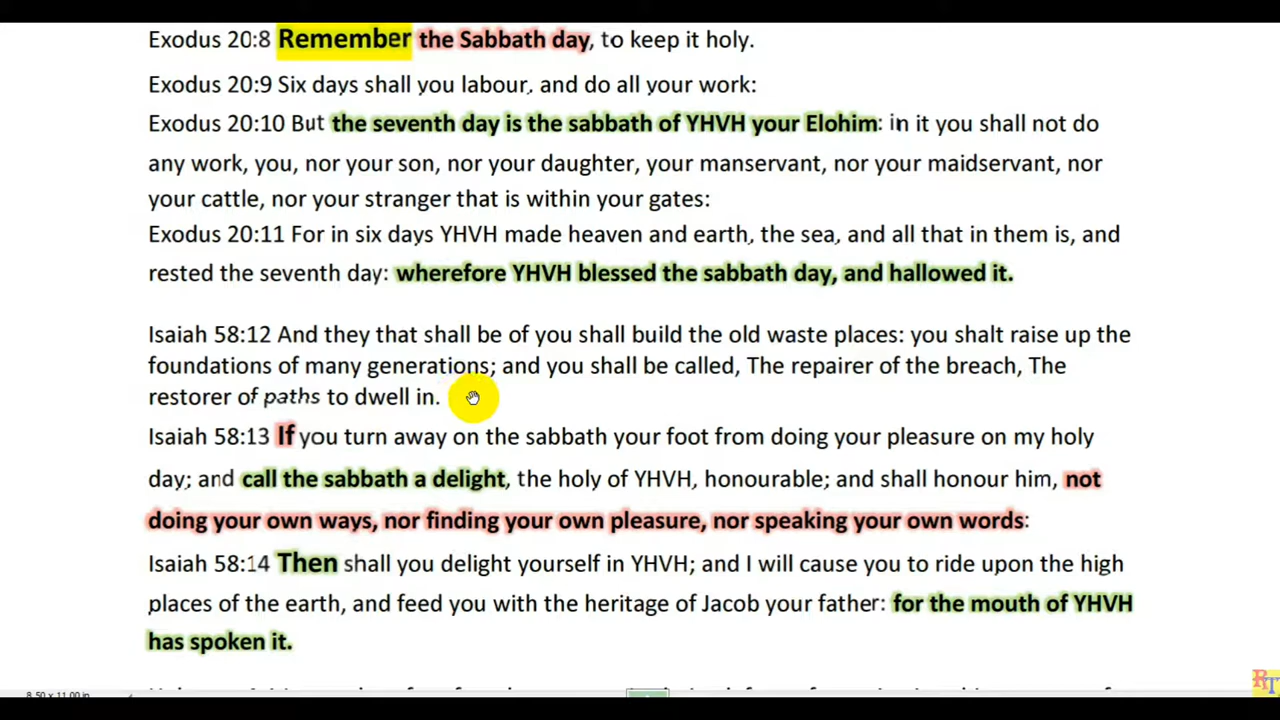 Exodus 20:8 Remember the Sabbath day, to keep it holy.
Exodus 20:9 Six days shall you labour, and do all your work:
Exodus 20:10 But the seventh day is the sabbath of YHVH your Elohim: in it you shall not do
any work, you, nor your son, nor your daughter, your manservant, nor your maidservant, nor
your cattle, nor your stranger that is within your gates:
Exodus 20:11 For in six days YHVH made heaven and earth, the sea, and all that in them is, and
rested the seventh day: wherefore YHVH blessed the sabbath day, and hallowed it.
Isaiah 58:12 And they that shall be of you shall build the old waste places: you shalt raise up the
foundations of many generations; and you shall be called, The repairer of the breach, The
restorer of paths to dwell in.
Isaiah 58:13 If you turn away on the sabbath your foot from doing your pleasure on my holy
day; and call the sabbath a delight, the holy of YHVH, honourable; and shall honour him, not
doing your own ways, nor finding your own pleasure, nor speaking your own words:
Isaiah 58:14 Then shall you delight yourself in YHVH; and I will cause you to ride upon the high
places of the earth, and feed you with the heritage of Jacob your father: for the mouth of YHVH
has spoken it.
8.50 x 11.00 in
RT